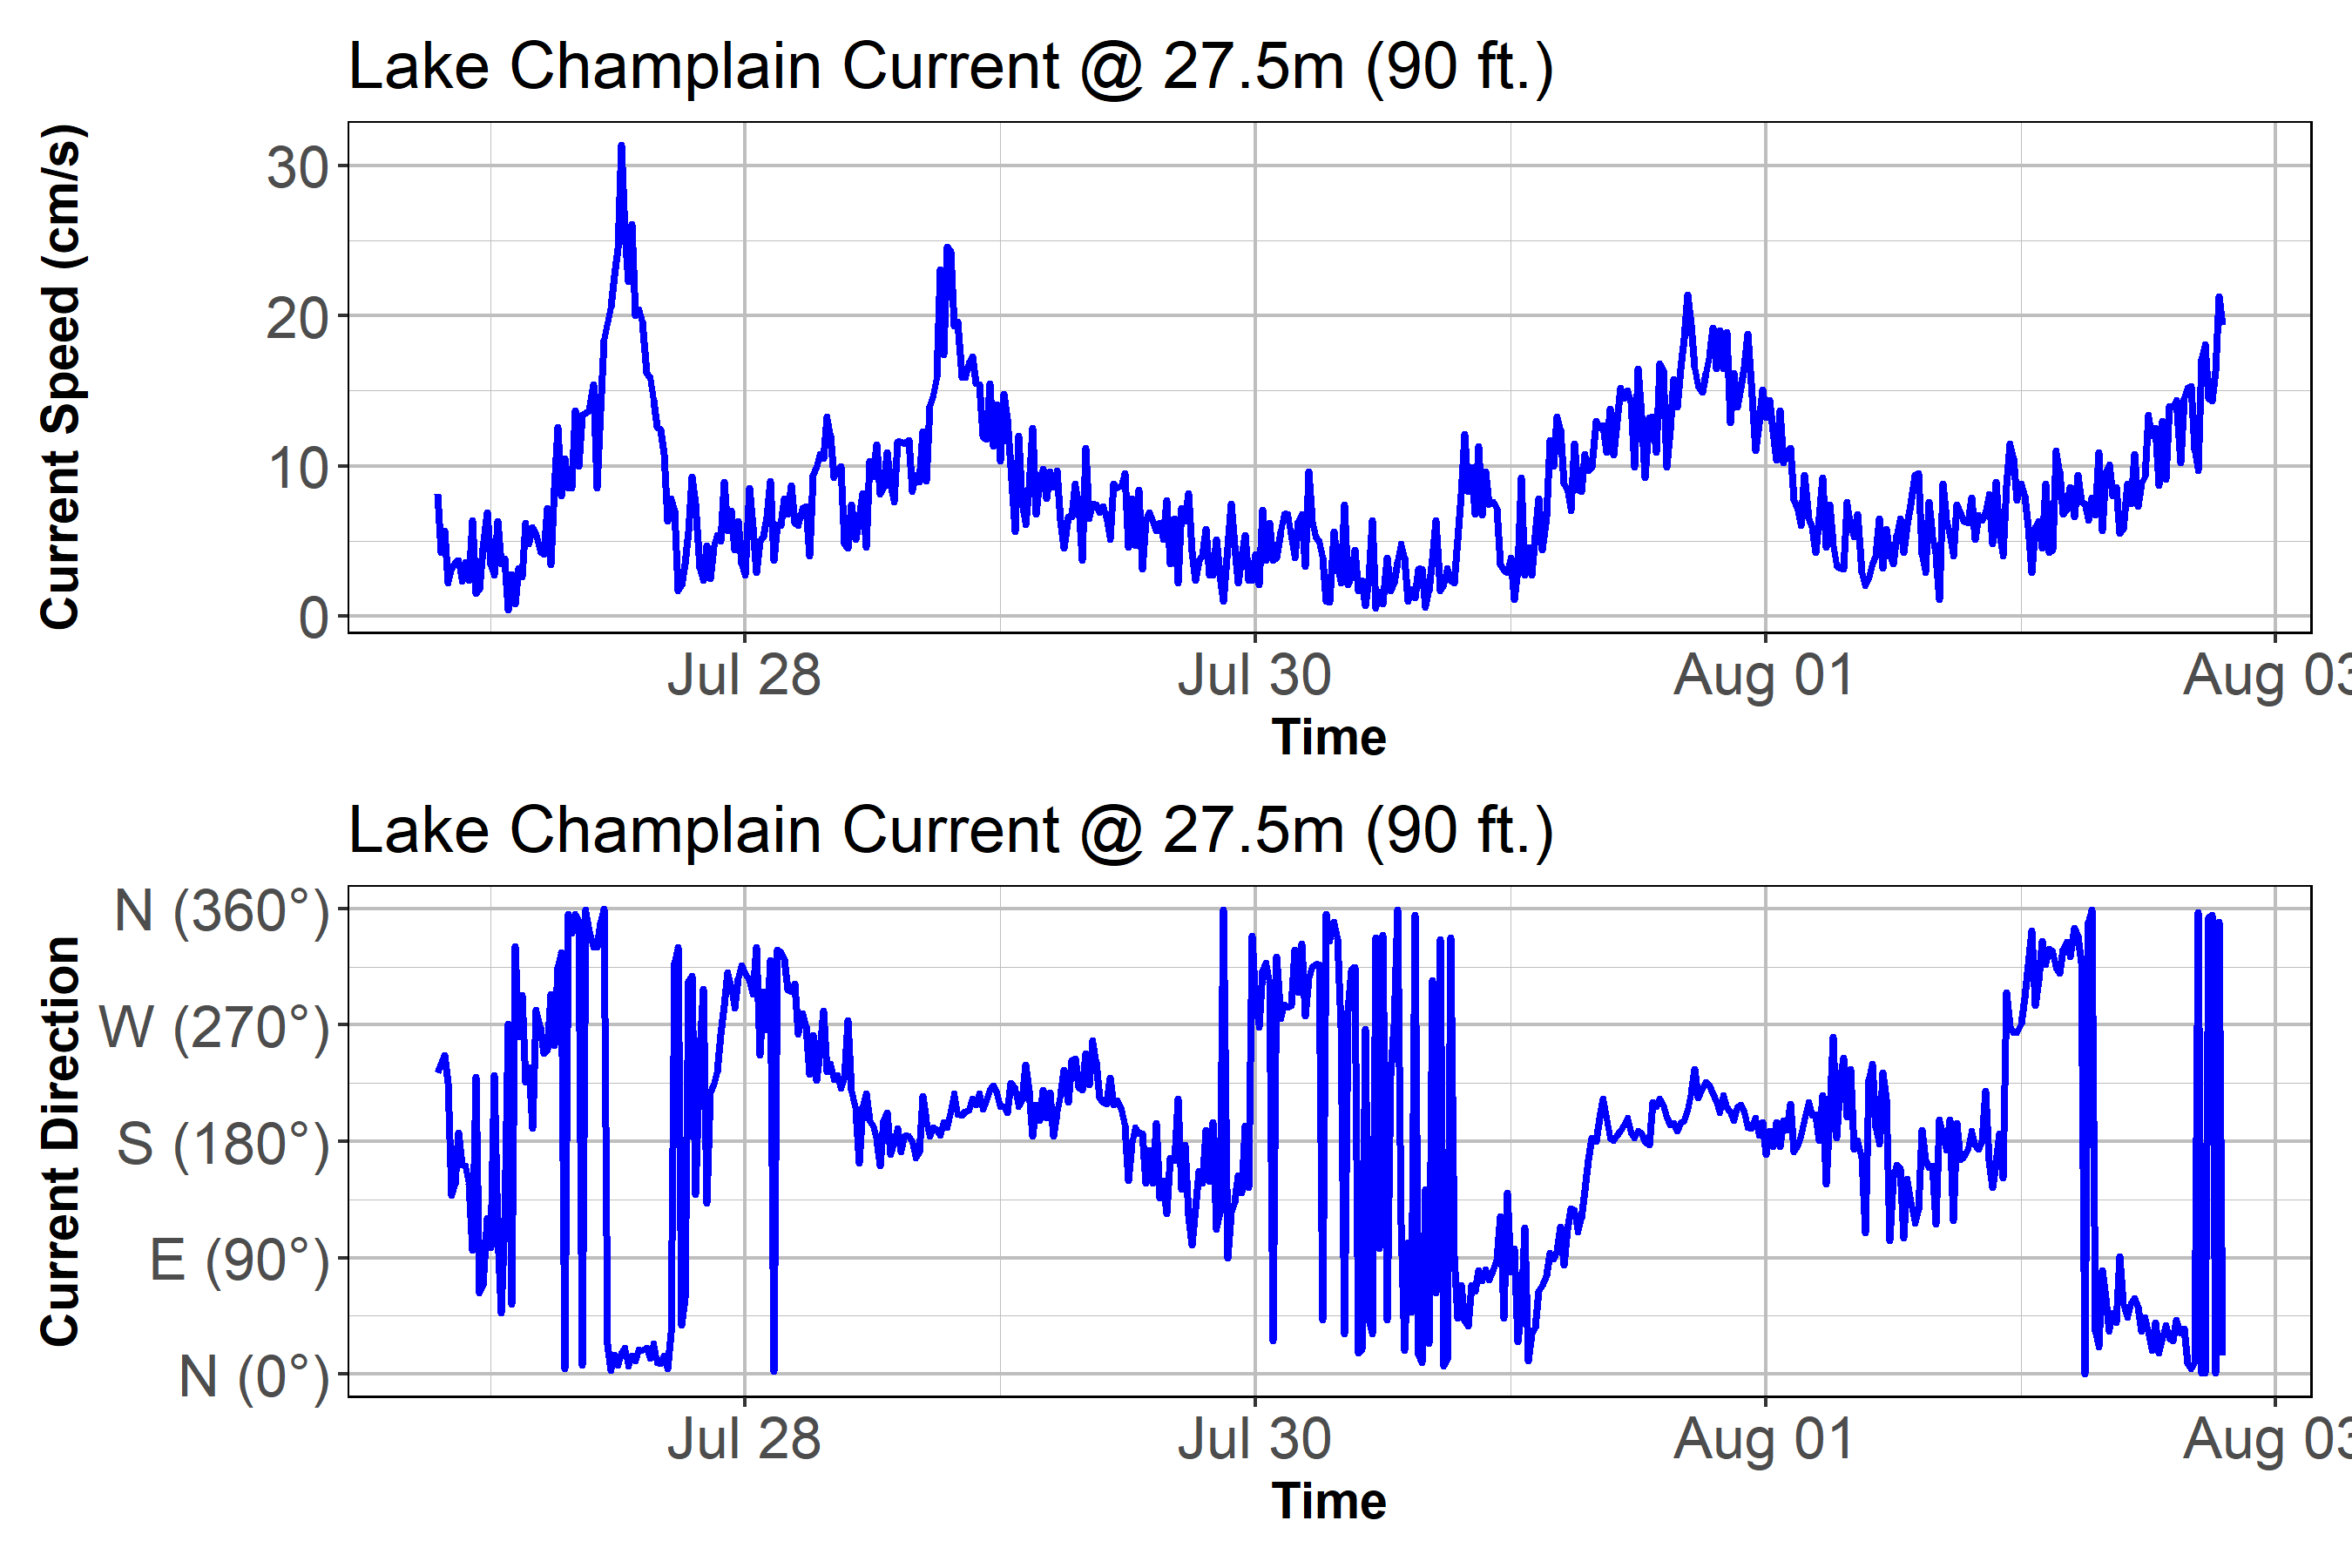 Lake Champlain Current @ 27.5m (90 ft.)
Current Speed (cm/s)
30
20
10
0
Jul 28
Jul 30
Aug 01
Aug 03
Time
Lake Champlain Current @ 27.5m (90 ft.)
Current Direction
N (360°)
W (270°)
S (180°)
E (90°)
N (0°)
Jul 28
Jul 30
Aug 01
Aug 03
Time